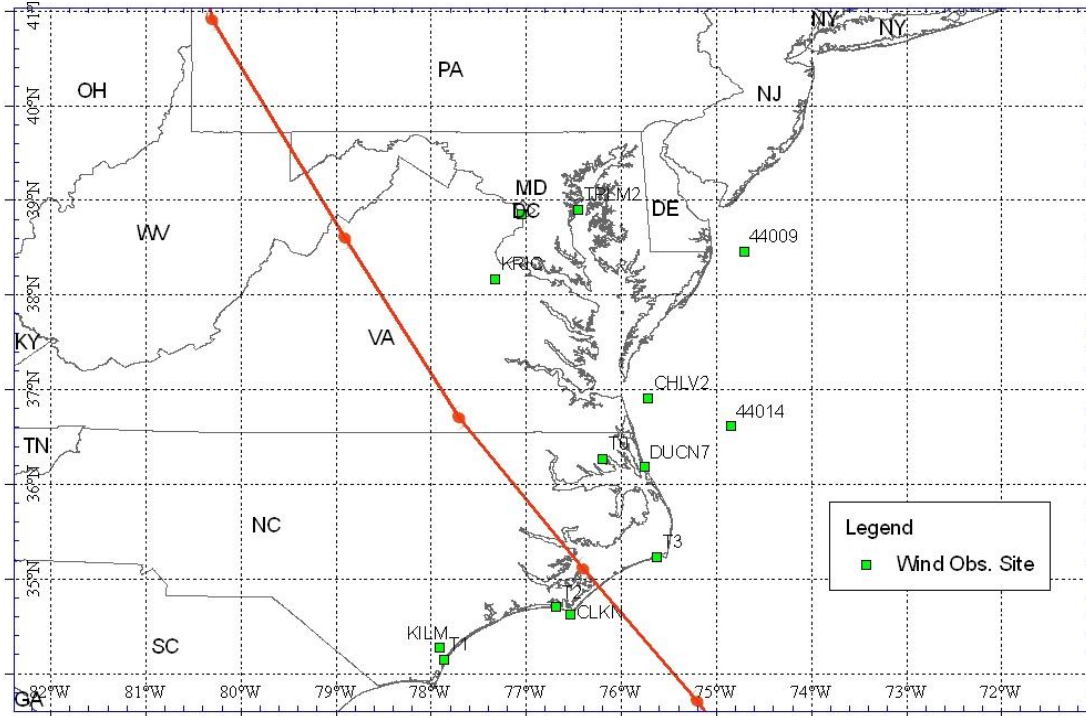 41°N
NY
NY
PA
OH
NJ
40°N
39°N
MD
TPLM2
DC
DE
WV
44009
KRIC
38°N
VA
KY
37°N
CHLV2
44014
TN
T0
DUCN7
36°N
NC
Legend
Wind Obs. Site
T3
35°N
T2
CLKN
KILM
T1
SC
GA
82°W 81°W 80°W 79°W 78°W 77°W 76°W 75°W 74°W 73°W 72°W